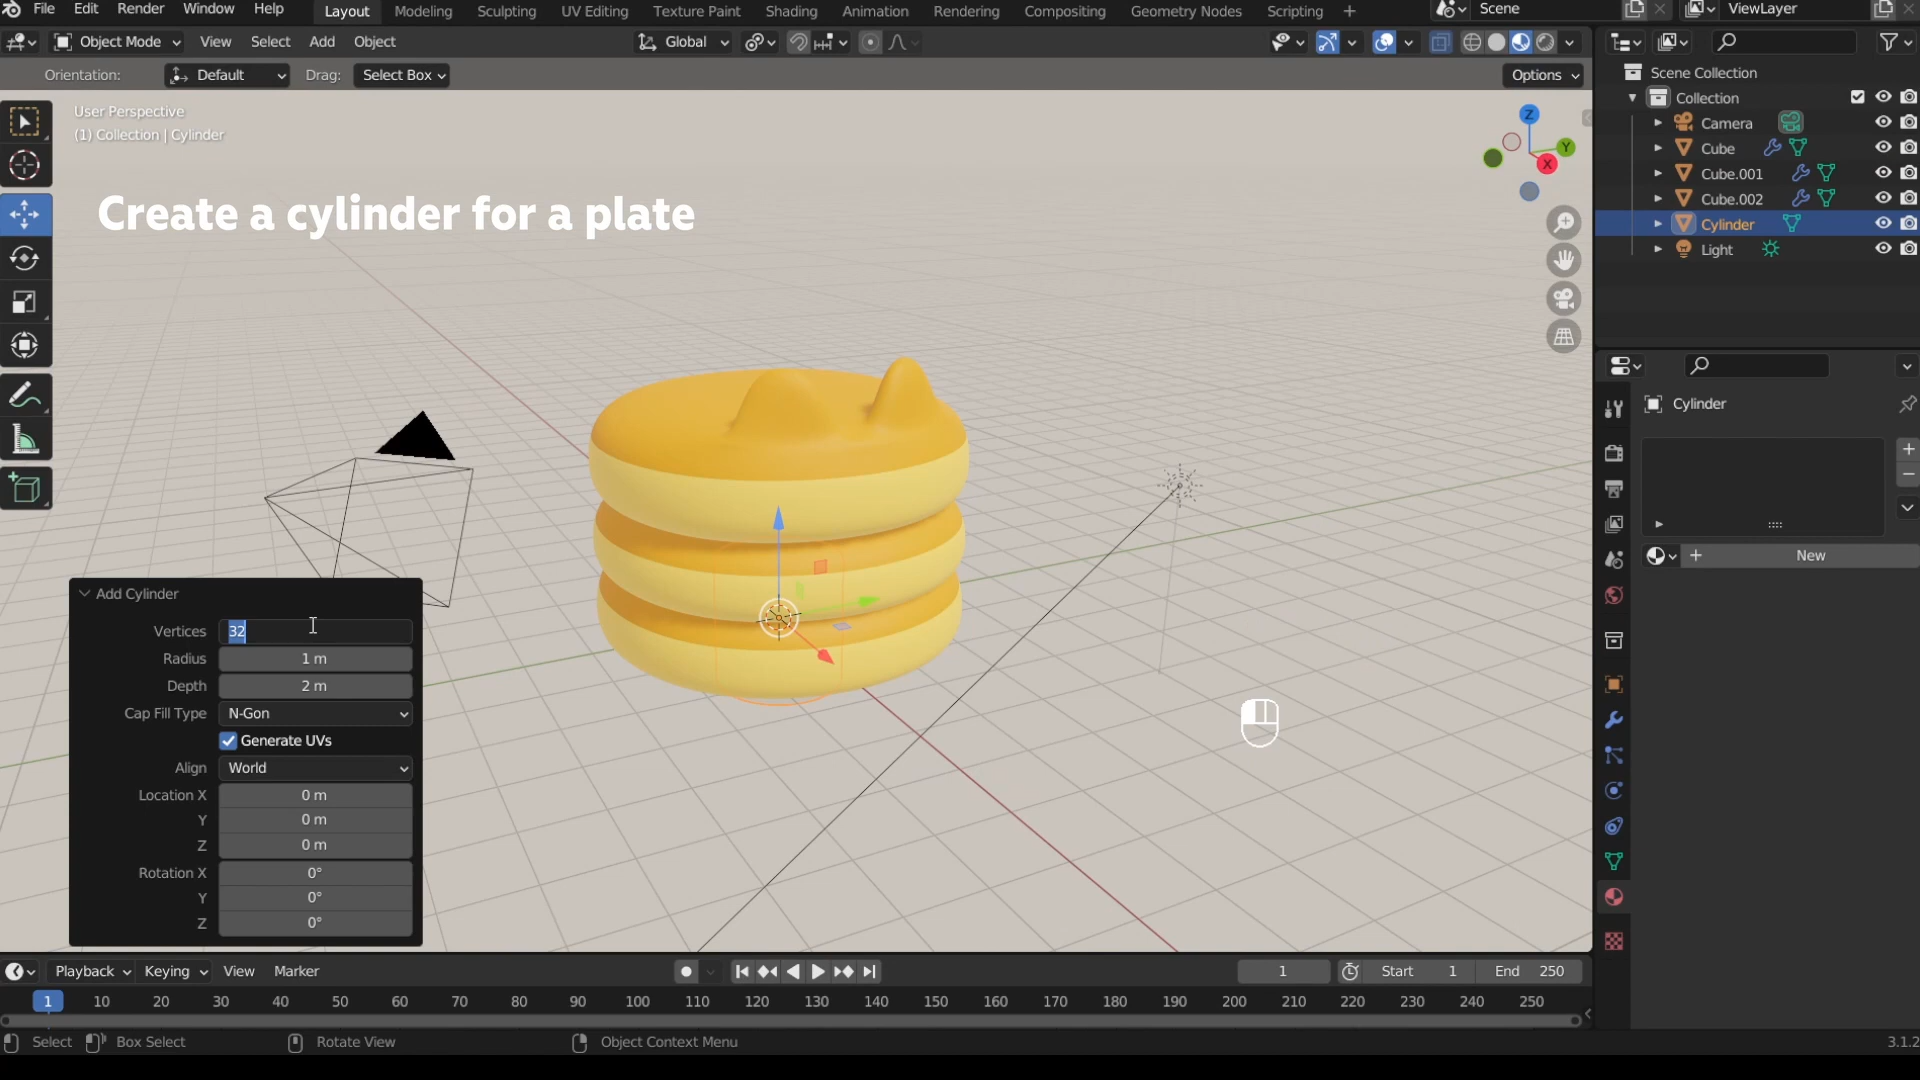 File Edit Render Window Help Layout Modeling Sculpting UV Editing Texture Paint Shading Animation Rendering Compositing Geometry Nodes Scripting + Scene ViewLayer
Object Mode View Select Add Object Global
Orientation: Default Drag: Select Box Options
User Perspective
(1) Collection | Cylinder
Create a cylinder for a plate
Z
Y
X
Scene Collection
Collection
Camera
Cube
Cube.001
Cube.002
Cylinder
Light
Cylinder
New
Add Cylinder
Vertices 32
Radius 1 m
Depth 2 m
Cap Fill Type N-Gon
Generate UVs
Align World
Location X 0 m
Y 0 m
Z 0 m
Rotation X 0°
Y 0°
Z 0°
Playback Keying View Marker 1 Start 1 End 250
1 10 20 30 40 50 60 70 80 90 100 110 120 130 140 150 160 170 180 190 200 210 220 230 240 250
Select Box Select Rotate View Object Context Menu 3.1.2